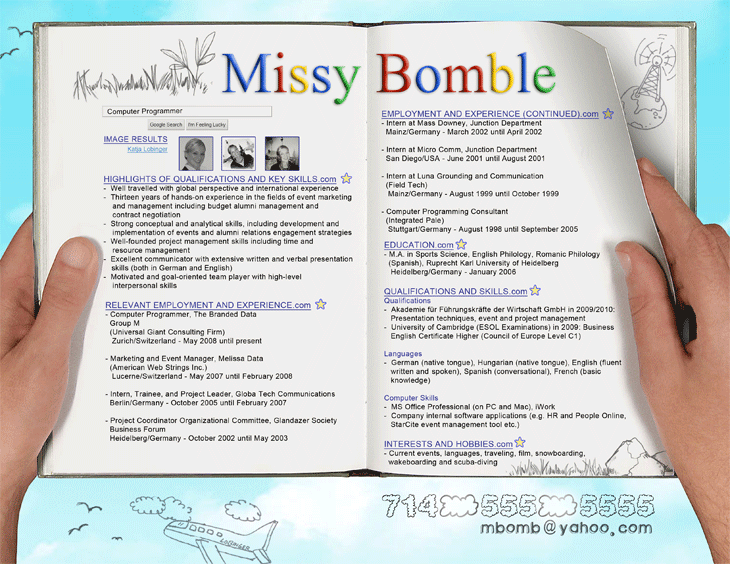 Missy Bomble
Computer Programmer
Google Search I'm Feeling Lucky
IMAGE RESULTS
Katja Lobinger
HIGHLIGHTS OF QUALIFICATIONS AND KEY SKILLS.com
- Well travelled with global perspective and international experience
- Thirteen years of hands-on experience in the fields of event marketing
and management including budget alumni management and
contract negotiation
- Strong conceptual and analytical skills, including development and
implementation of events and alumni relations engagement strategies
- Well-founded project management skills including time and
resource management
- Excellent communicator with extensive written and verbal presentation
skills (both in German and English)
- Motivated and goal-oriented team player with high-level
interpersonal skills
RELEVANT EMPLOYMENT AND EXPERIENCE.com
- Computer Programmer, The Branded Data
Group M
(Universal Giant Consulting Firm)
Zurich/Switzerland - May 2008 until present
- Marketing and Event Manager, Melissa Data
(American Web Strings Inc.)
Lucerne/Switzerland - May 2007 until February 2008
- Intern, Trainee, and Project Leader, Globa Tech Communications
Berlin/Germany - October 2005 until February 2007
- Project Coordinator Organizational Committee, Glandazer Society
Business Forum
Heidelberg/Germany - October 2002 until May 2003
EMPLOYMENT AND EXPERIENCE (CONTINUED).com
- Intern at Mass Downey, Junction Department
Mainz/Germany - March 2002 until April 2002
- Intern at Micro Comm, Junction Department
San Diego/USA - June 2001 until August 2001
- Intern at Luna Grounding and Communication
(Field Tech)
Mainz/Germany - August 1999 until October 1999
- Computer Programming Consultant
(Integrated Pale)
Stuttgart/Germany - August 1998 until September 2005
EDUCATION.com
- M.A. in Sports Science, English Philology, Romanic Philology
(Spanish), Ruprecht Karl University of Heidelberg
Heidelberg/Germany - January 2006
QUALIFICATIONS AND SKILLS.com
Qualifications
- Akademie für Führungskräfte der Wirtschaft GmbH in 2009/2010:
Presentation techniques, event and project management
- University of Cambridge (ESOL Examinations) in 2009: Business
English Certificate Higher (Council of Europe Level C1)
Languages
- German (native tongue), Hungarian (native tongue), English (fluent
written and spoken), Spanish (conversational), French (basic
knowledge)
Computer Skills
- MS Office Professional (on PC and Mac), iWork
- Company internal software applications (e.g. HR and People Online,
StarCite event management tool etc.)
INTERESTS AND HOBBIES.com
- Current events, languages, traveling, film, snowboarding,
wakeboarding and scuba-diving
714 555 5555
mbomb@yahoo.com
LOBINGER